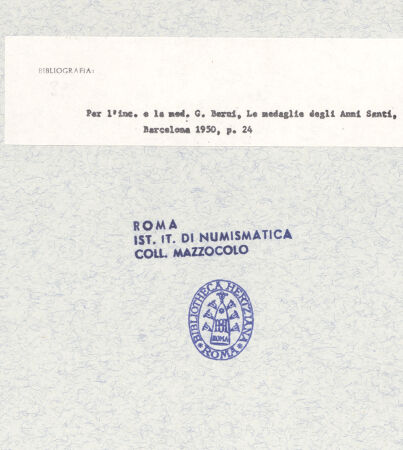 BIBLIOGRAFIA:
Per l'inc. e la med. G. Berni, Le medaglie degli Anni Santi,
Barcelona 1950, p. 24
ROMA
IST. IT. DI NUMISMATICA
COLL. MAZZOCOLO
BIBLIOTHECA HERTZIANA
ROMA
ROMA